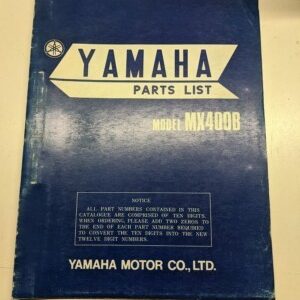 YAMAHA
PARTS LIST
MODEL MX400B
NOTICE
ALL PART NUMBERS CONTAINED IN THIS
CATALOGUE ARE COMPRISED OF TEN DIGITS.
WHEN ORDERING, PLEASE ADD TWO ZEROS TO
THE END OF EACH PART NUMBER REQUIRED
TO CONVERT THE TEN DIGITS INTO THE NEW
TWELVE DIGIT NUMBERS.
YAMAHA MOTOR CO., LTD.